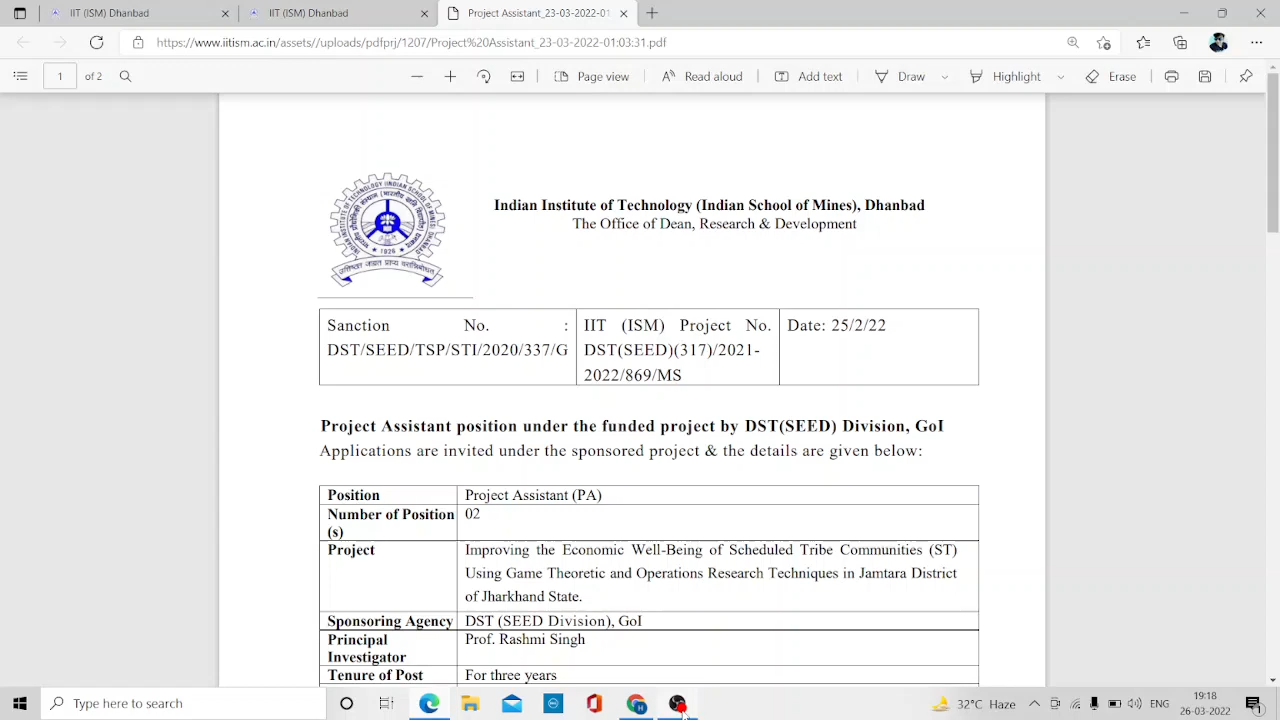 IIT (ISM) Dhanbad
IIT (ISM) Dhanbad
Project Assistant_23-03-2022-01
https://www.iitism.ac.in/assets//uploads/pdfprj/1207/Project%20Assistant_23-03-2022-01:03:31.pdf
1 of 2
Page view
Read aloud
Add text
Draw
Highlight
Erase
1926
Indian Institute of Technology (Indian School of Mines), Dhanbad
The Office of Dean, Research & Development
Sanction No. :
DST/SEED/TSP/STI/2020/337/G
IIT (ISM) Project No.
DST(SEED)(317)/2021-
2022/869/MS
Date: 25/2/22
Project Assistant position under the funded project by DST(SEED) Division, GoI
Applications are invited under the sponsored project & the details are given below:
Position Project Assistant (PA)
Number of Position 02
(s)
Project Improving the Economic Well-Being of Scheduled Tribe Communities (ST)
Using Game Theoretic and Operations Research Techniques in Jamtara District
of Jharkhand State.
Sponsoring Agency DST (SEED Division), GoI
Principal Prof. Rashmi Singh
Investigator
Tenure of Post For three years
Type here to search
32°C Haze
ENG
19:18
26-03-2022